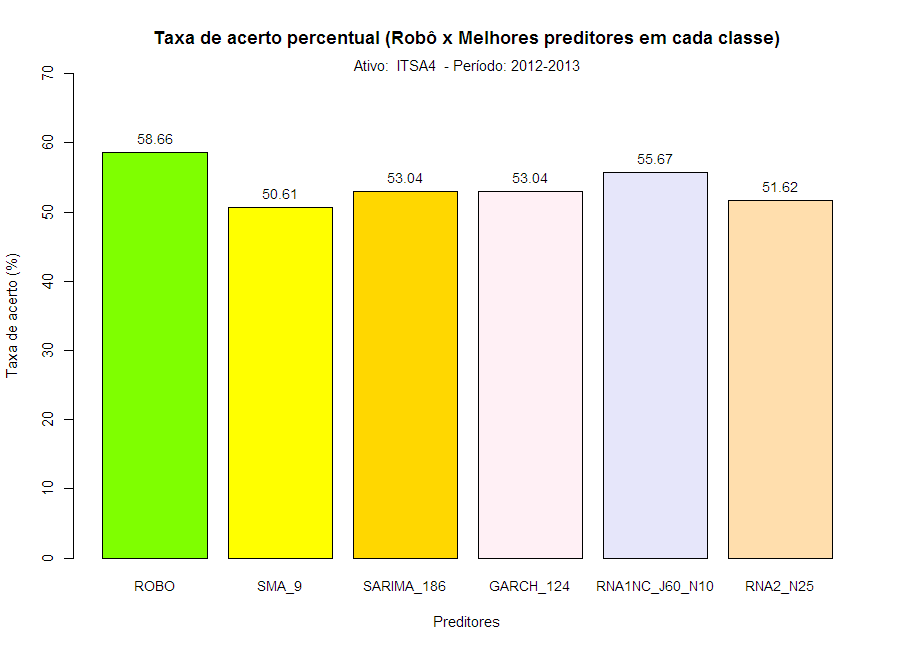 Taxa de acerto percentual (Robô x Melhores preditores em cada classe)
Ativo:  ITSA4  - Período: 2012-2013
Taxa de acerto (%)
70
60
50
40
30
20
10
0
58.66
50.61
53.04
53.04
55.67
51.62
ROBO
SMA_9
SARIMA_186
GARCH_124
RNA1NC_J60_N10
RNA2_N25
Preditores